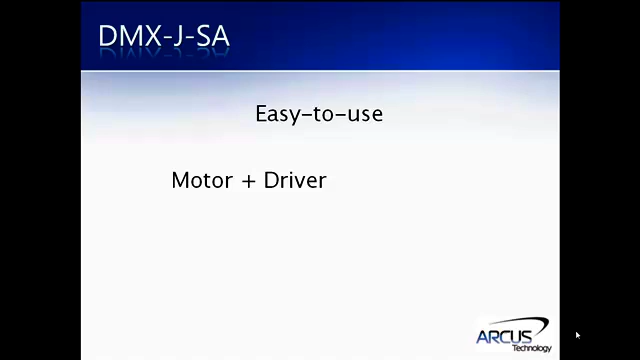 DMX-J-SA
Easy-to-use
Motor + Driver
ARCUS
Technology